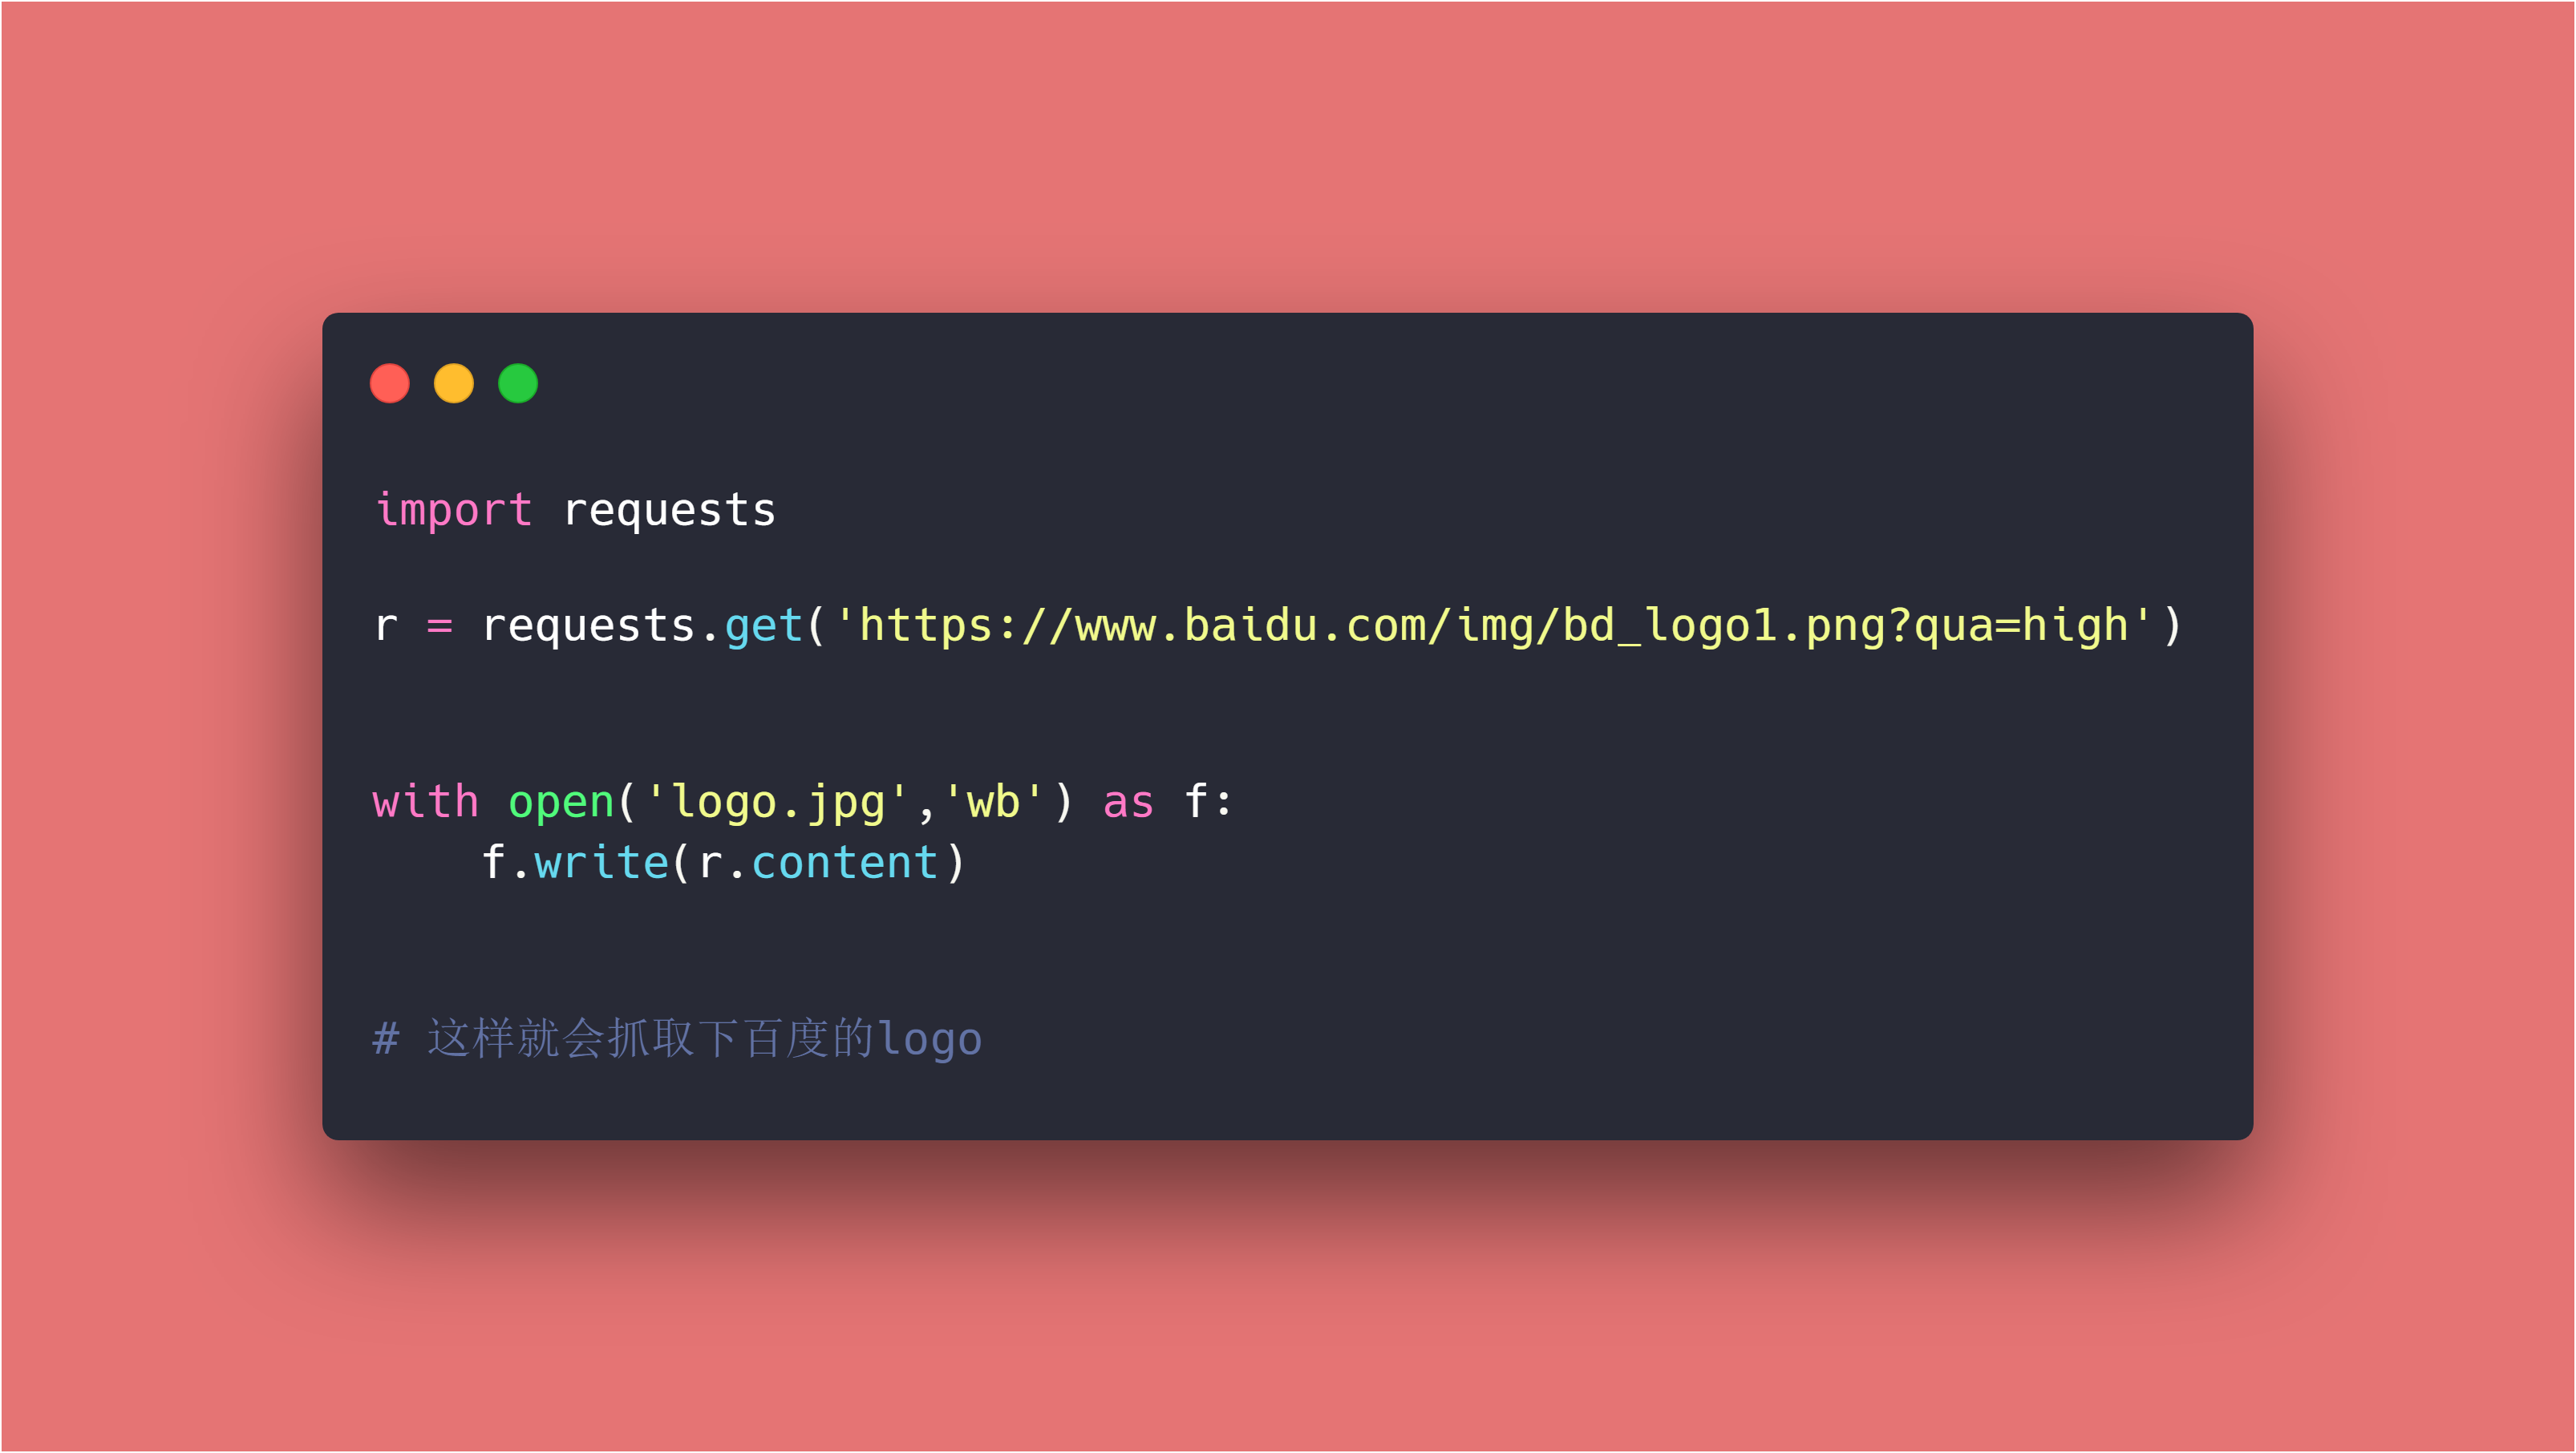 import requests
r = requests.get('https://www.baidu.com/img/bd_logo1.png?qua=high')
with open('logo.jpg','wb') as f:
    f.write(r.content)
# 这样就会抓取下百度的logo